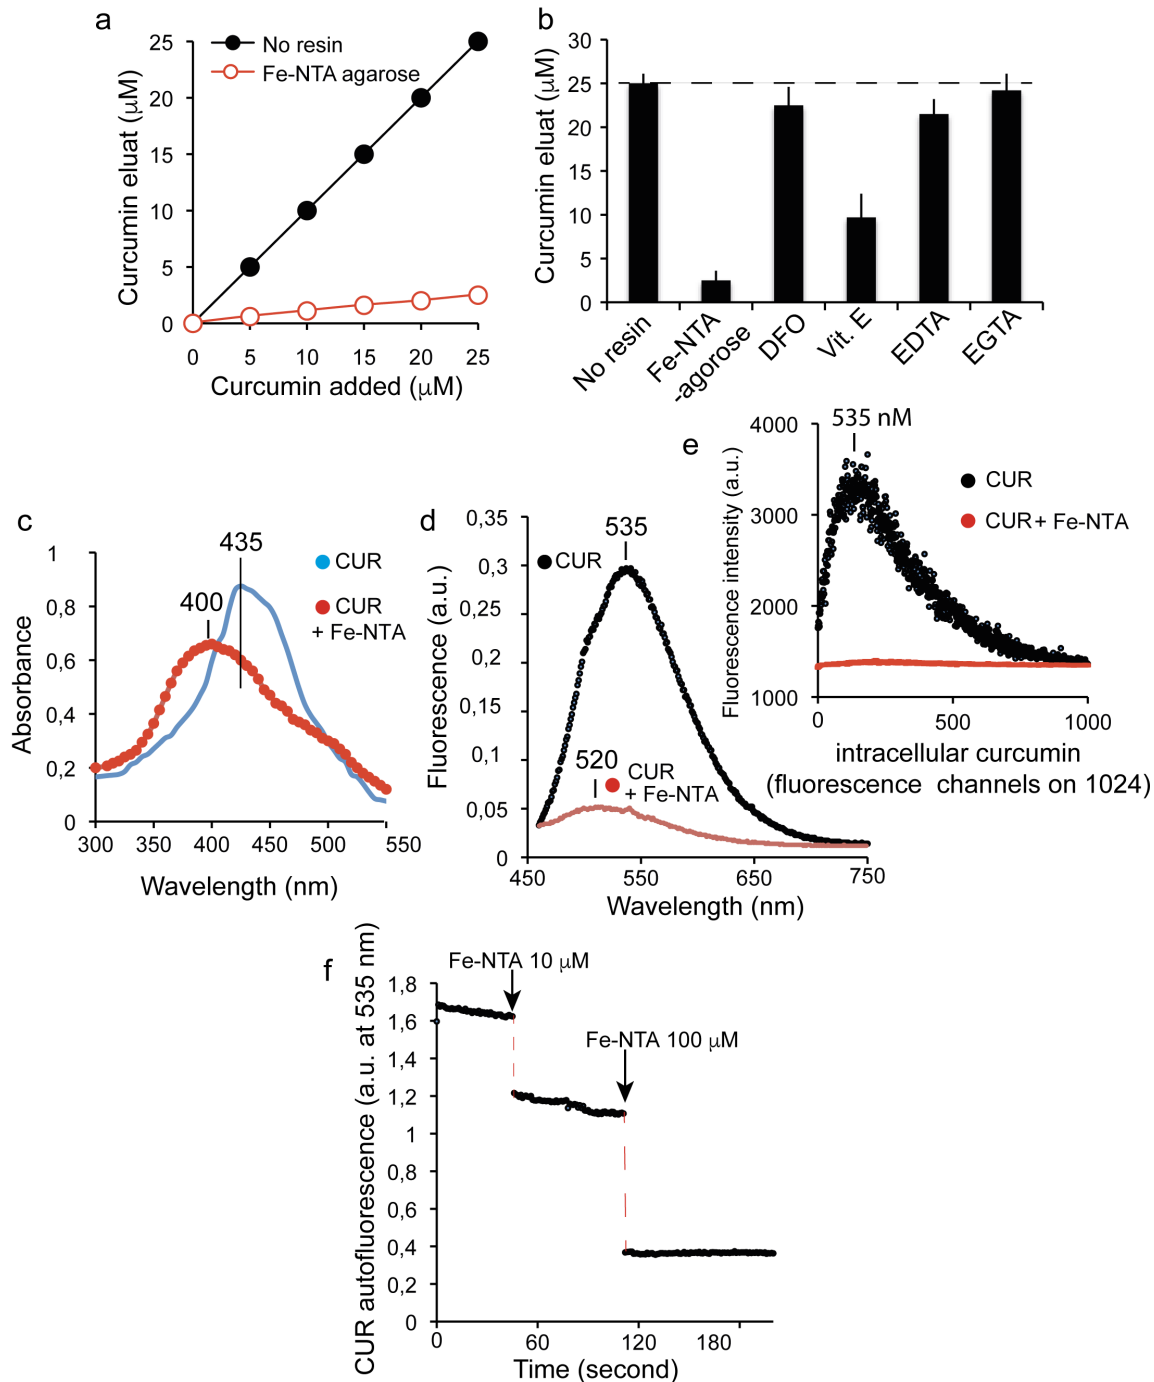 a
25
20
15
10
5
0
Curcumin eluat (μM)
No resin
Fe-NTA agarose
0 5 10 15 20 25
Curcumin added (μM)
b
30
25
20
15
10
5
0
Curcumin eluat (μM)
No resin
Fe-NTA
-agorose
DFO
Vit. E
EDTA
EGTA
c
1
0,8
0,6
0,4
0,2
0
Absorbance
435
400
CUR
CUR
+ Fe-NTA
300 350 400 450 500 550
Wavelength (nm)
d
0,35
0,3
0,25
0,2
0,15
0,1
0,05
0
Fluorescence (a.u.)
535
CUR
520
CUR
+ Fe-NTA
450 550 650 750
Wavelength (nm)
e
4000
3000
2000
1000
Fluorescence intensity (a.u.)
535 nM
CUR
CUR + Fe-NTA
0 500 1000
intracellular curcumin
(fluorescence channels on 1024)
f
1,8
1,6
1,4
1,2
1
0,8
0,6
0,4
0,2
0
CUR autofluorescence (a.u. at 535 nm)
Fe-NTA 10 μM
Fe-NTA 100 μM
0 60 120 180
Time (second)